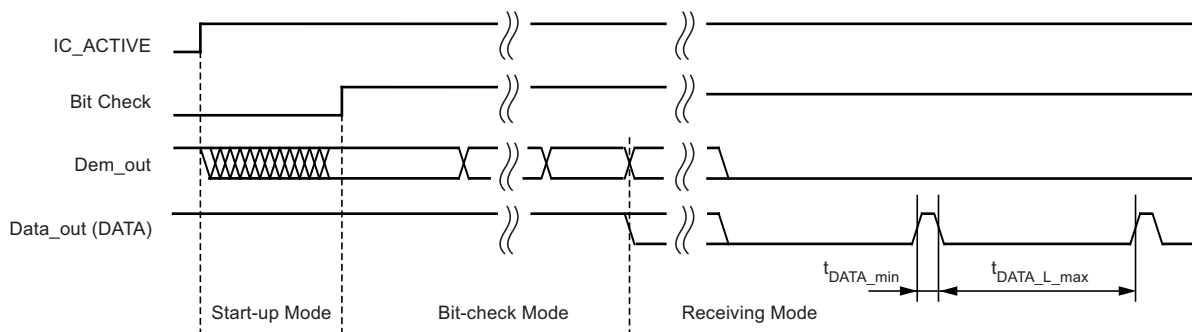 IC_ACTIVE
Bit Check
Dem_out
Data_out (DATA)
tDATA_min
tDATA_L_max
Start-up Mode
Bit-check Mode
Receiving Mode